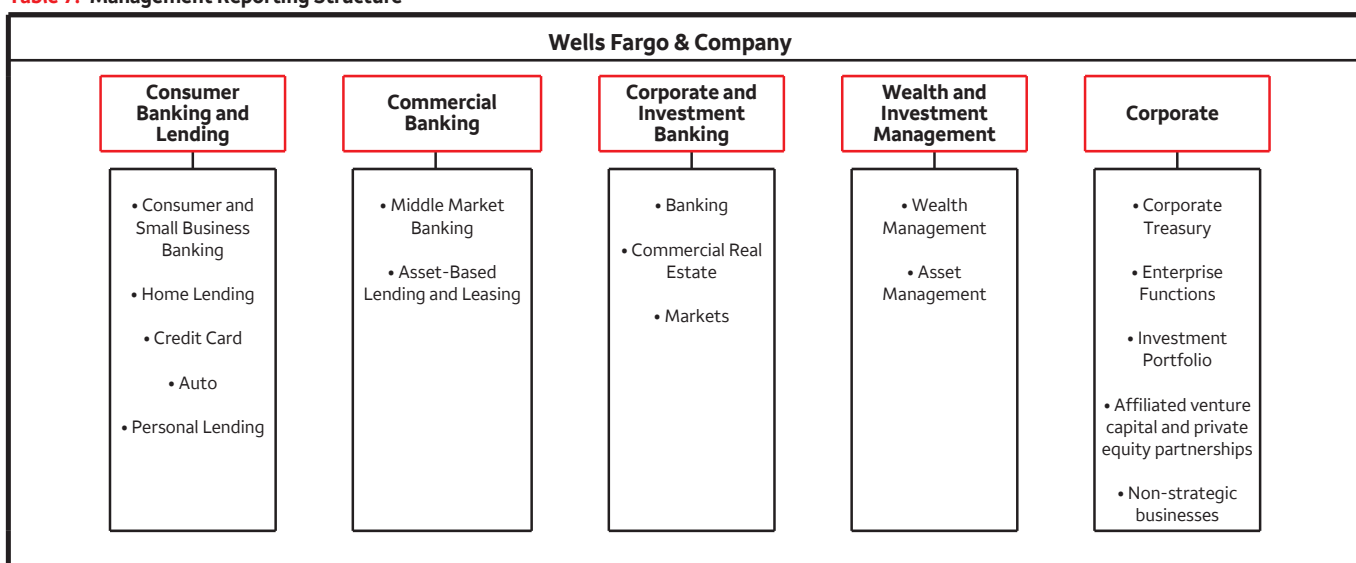 Table 7: Management Reporting Structure
Wells Fargo & Company
Consumer
Banking and
Lending
• Consumer and
Small Business
Banking
• Home Lending
• Credit Card
• Auto
• Personal Lending
Commercial
Banking
• Middle Market
Banking
• Asset-Based
Lending and Leasing
Corporate and
Investment
Banking
• Banking
• Commercial Real
Estate
• Markets
Wealth and
Investment
Management
• Wealth
Management
• Asset
Management
Corporate
• Corporate
Treasury
• Enterprise
Functions
• Investment
Portfolio
• Affiliated venture
capital and private
equity partnerships
• Non-strategic
businesses